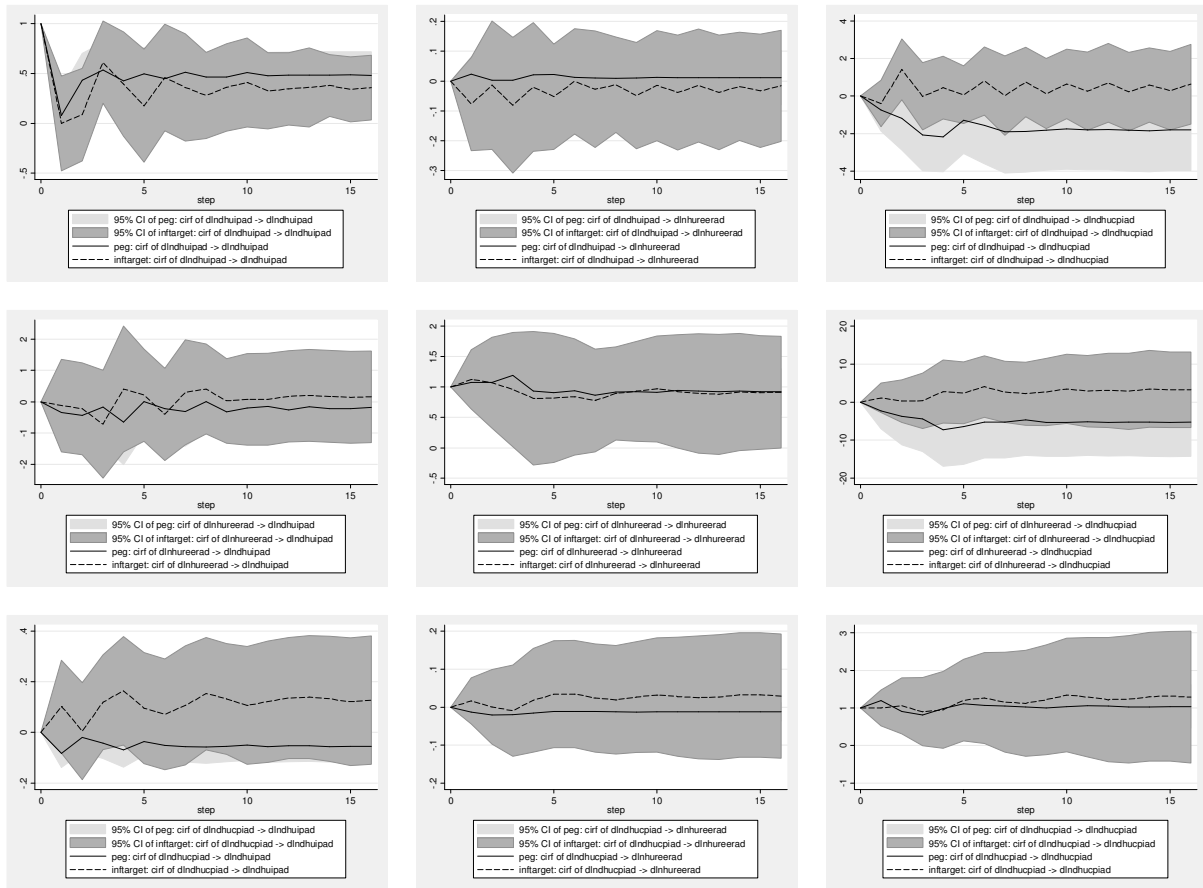 1
.5
0
-.5
0 5 10 15
step
95% CI of peg: cirf of dlndhuipad -> dlndhuipad
95% CI of inftarget: cirf of dlndhuipad -> dlndhuipad
peg: cirf of dlndhuipad -> dlndhuipad
inftarget: cirf of dlndhuipad -> dlndhuipad
.2
.1
0
-.1
-.2
-.3
0 5 10 15
step
95% CI of peg: cirf of dlndhuipad -> dlnhureerad
95% CI of inftarget: cirf of dlndhuipad -> dlnhureerad
peg: cirf of dlndhuipad -> dlnhureerad
inftarget: cirf of dlndhuipad -> dlnhureerad
4
2
0
-2
-4
0 5 10 15
step
95% CI of peg: cirf of dlndhuipad -> dlndhucpiad
95% CI of inftarget: cirf of dlndhuipad -> dlndhucpiad
peg: cirf of dlndhuipad -> dlndhucpiad
inftarget: cirf of dlndhuipad -> dlndhucpiad
2
1
0
-1
-2
0 5 10 15
step
95% CI of peg: cirf of dlnhureerad -> dlndhuipad
95% CI of inftarget: cirf of dlnhureerad -> dlndhuipad
peg: cirf of dlnhureerad -> dlndhuipad
inftarget: cirf of dlnhureerad -> dlndhuipad
2
1.5
1
.5
0
-.5
0 5 10 15
step
95% CI of peg: cirf of dlnhureerad -> dlnhureerad
95% CI of inftarget: cirf of dlnhureerad -> dlnhureerad
peg: cirf of dlnhureerad -> dlnhureerad
inftarget: cirf of dlnhureerad -> dlnhureerad
20
10
0
-10
-20
0 5 10 15
step
95% CI of peg: cirf of dlnhureerad -> dlndhucpiad
95% CI of inftarget: cirf of dlnhureerad -> dlndhucpiad
peg: cirf of dlnhureerad -> dlndhucpiad
inftarget: cirf of dlnhureerad -> dlndhucpiad
.4
.2
0
-.2
0 5 10 15
step
95% CI of peg: cirf of dlndhucpiad -> dlndhuipad
95% CI of inftarget: cirf of dlndhucpiad -> dlndhuipad
peg: cirf of dlndhucpiad -> dlndhuipad
inftarget: cirf of dlndhucpiad -> dlndhuipad
.2
.1
0
-.1
-.2
0 5 10 15
step
95% CI of peg: cirf of dlndhucpiad -> dlnhureerad
95% CI of inftarget: cirf of dlndhucpiad -> dlnhureerad
peg: cirf of dlndhucpiad -> dlnhureerad
inftarget: cirf of dlndhucpiad -> dlnhureerad
3
2
1
0
-1
0 5 10 15
step
95% CI of peg: cirf of dlndhucpiad -> dlndhucpiad
95% CI of inftarget: cirf of dlndhucpiad -> dlndhucpiad
peg: cirf of dlndhucpiad -> dlndhucpiad
inftarget: cirf of dlndhucpiad -> dlndhucpiad